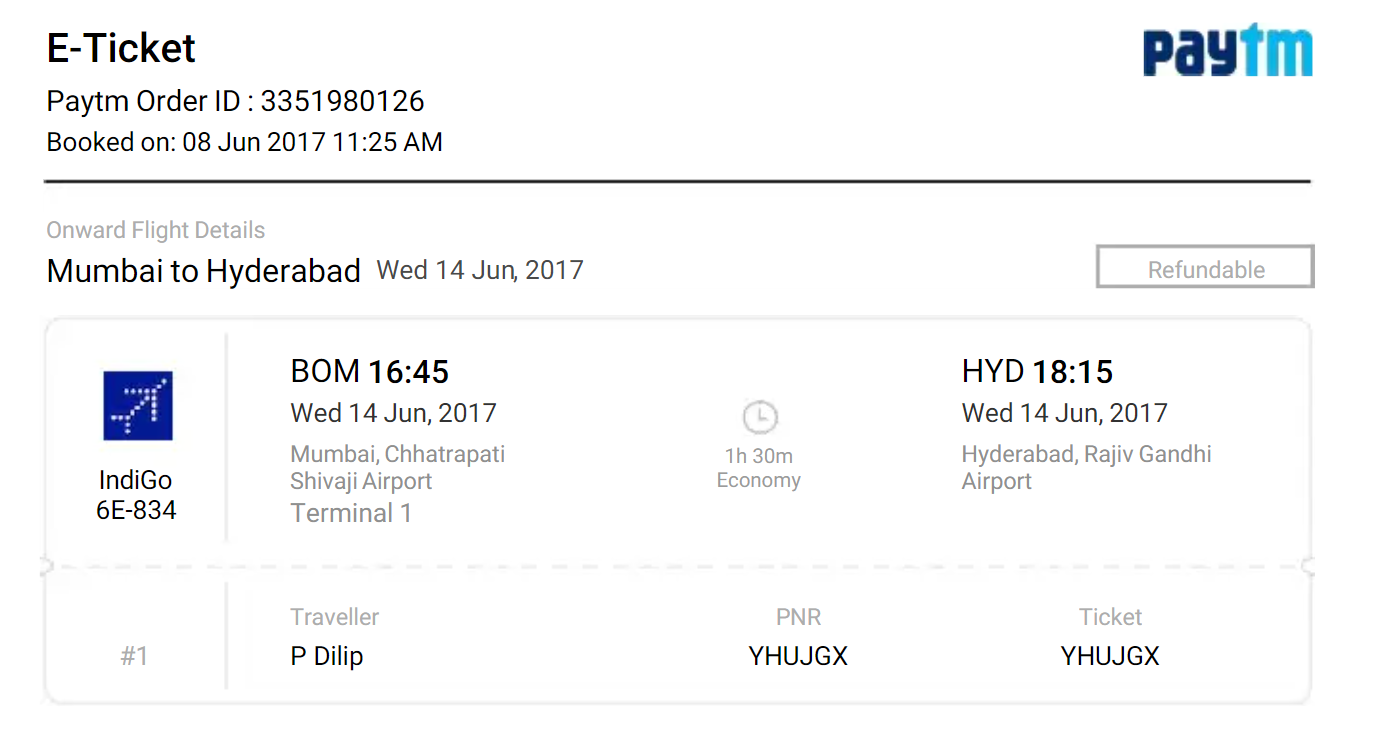 E-Ticket
paytm
Paytm Order ID : 3351980126
Booked on: 08 Jun 2017 11:25 AM
Onward Flight Details
Mumbai to Hyderabad Wed 14 Jun, 2017
Refundable
IndiGo
6E-834
BOM 16:45
Wed 14 Jun, 2017
Mumbai, Chhatrapati
Shivaji Airport
Terminal 1
1h 30m
Economy
HYD 18:15
Wed 14 Jun, 2017
Hyderabad, Rajiv Gandhi
Airport
#1
Traveller
P Dilip
PNR
YHUJGX
Ticket
YHUJGX